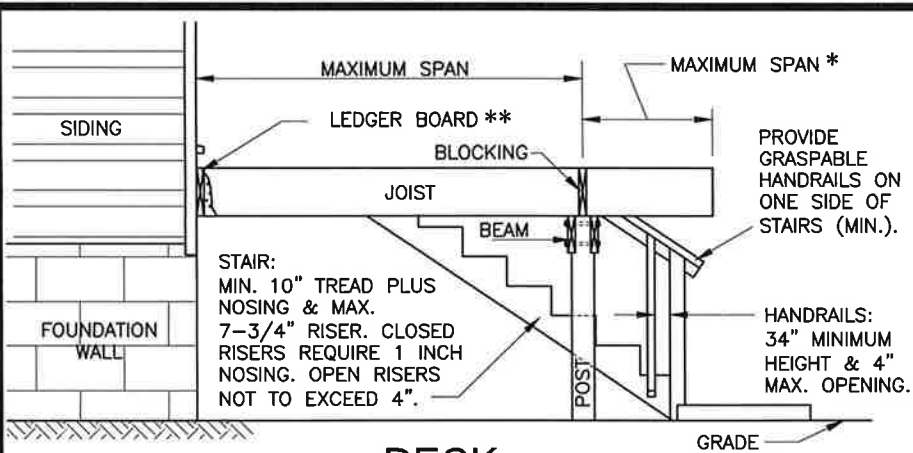 MAXIMUM SPAN
MAXIMUM SPAN *
SIDING
LEDGER BOARD **
BLOCKING
PROVIDE
GRASPABLE
HANDRAILS ON
ONE SIDE OF
STAIRS (MIN.).
JOIST
BEAM
STAIR:
MIN. 10" TREAD PLUS
NOSING & MAX.
7-3/4" RISER. CLOSED
RISERS REQUIRE 1 INCH
NOSING. OPEN RISERS
NOT TO EXCEED 4".
FOUNDATION
WALL
HANDRAILS:
34" MINIMUM
HEIGHT & 4"
MAX. OPENING.
POST
GRADE
DECK